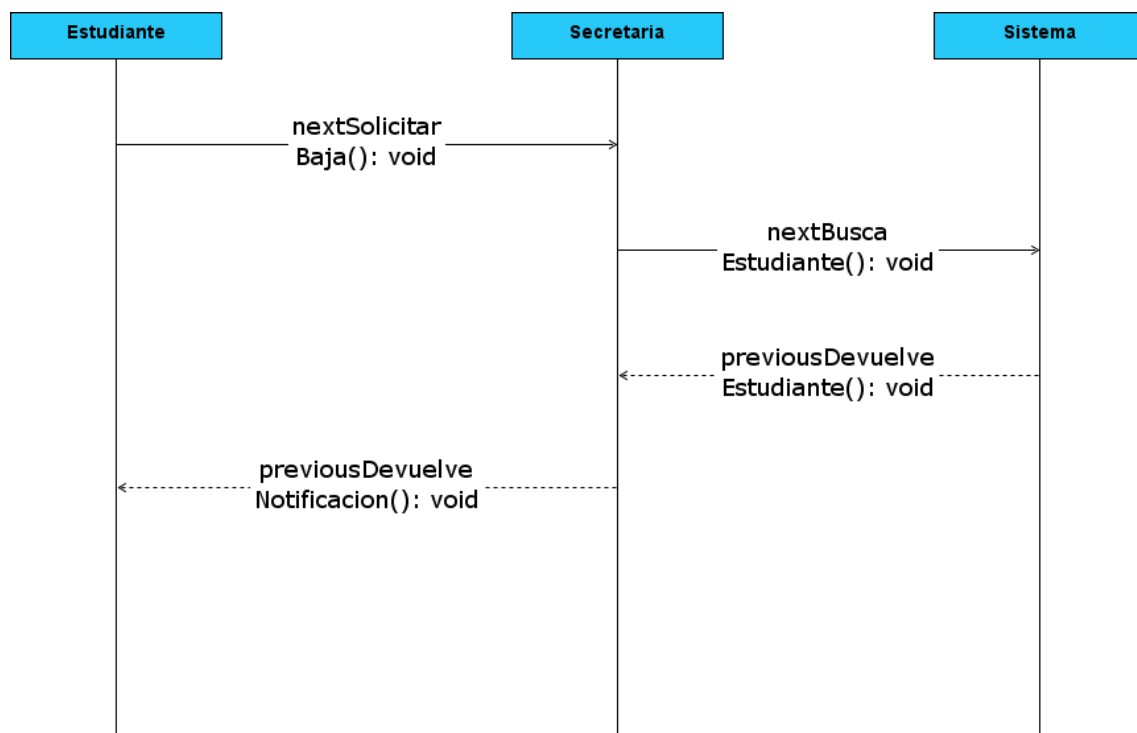 Estudiante
Secretaria
Sistema
nextSolicitar
Baja(): void
nextBusca
Estudiante(): void
previousDevuelve
Estudiante(): void
previousDevuelve
Notificacion(): void